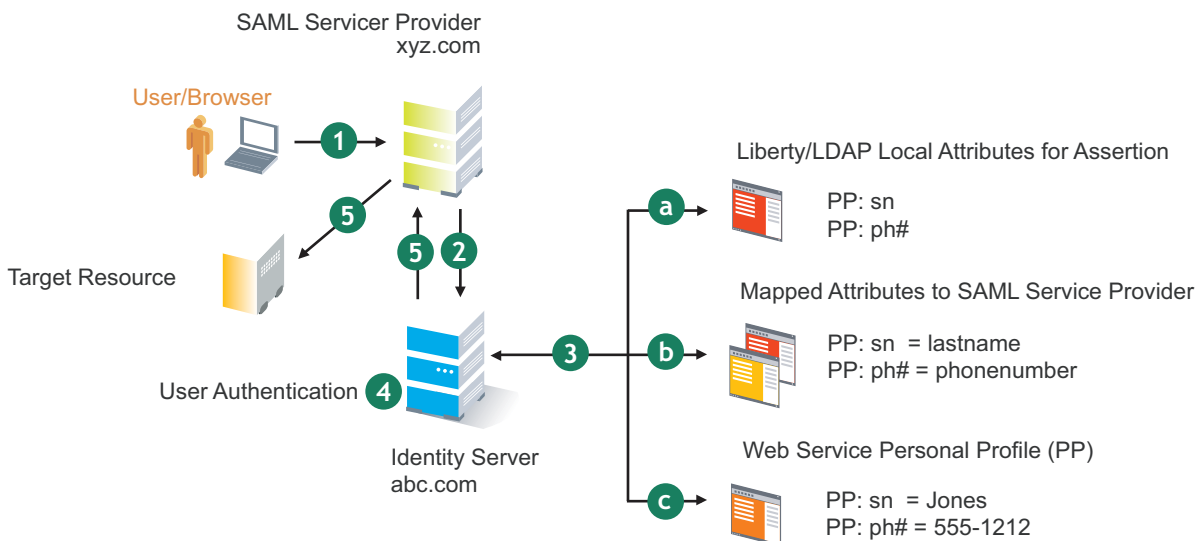 SAML Servicer Provider
xyz.com
User/Browser
1
5
5
2
Target Resource
3
User Authentication 4
Identity Server
abc.com
a
Liberty/LDAP Local Attributes for Assertion
PP: sn
PP: ph#
b
Mapped Attributes to SAML Service Provider
PP: sn = lastname
PP: ph# = phonenumber
c
Web Service Personal Profile (PP)
PP: sn = Jones
PP: ph# = 555-1212